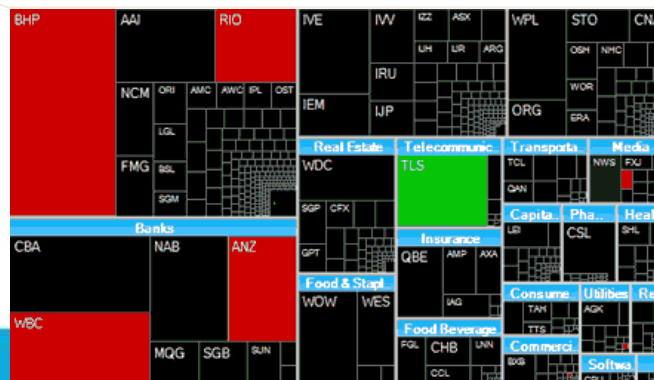 BHP
AAI
RIO
NCM
ORI
AMC
AWC
IPL
OST
LGL
FMG
BSL
SGM
IVE
IVV
IZZ
ASX
IJH
IJR
ARG
IRU
IEM
IJP
WPL
STO
OSH
NHC
WOR
ORG
ERA
Real Estate
WDC
SGP
CFX
GPT
Telecommunic..
TLS
Transporta..
TCL
QAN
Media
NWS
FXJ
Banks
CBA
NAB
ANZ
WBC
MQG
SGB
SUN
Insurance
QBE
AMP
AXA
IAG
Capita..
LEI
Pha..
CSL
Heal
SHL
Food & Stapl..
WOW
WES
Food Beverage
FGL
CHB
LNN
CCL
Consume..
TAH
TTS
Utilities
AGK
Re
Commerci..
BXB
Softwa..